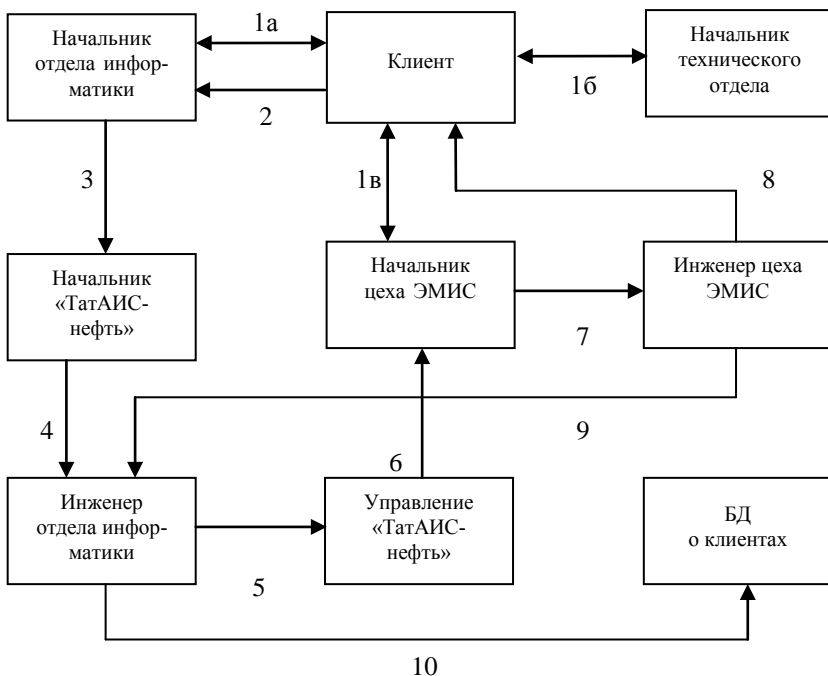 Начальник
отдела инфор-
матики
1а
Клиент
1б
Начальник
технического
отдела
2
3
1в
8
Начальник
«ТатАИС-
нефть»
Начальник
цеха ЭМИС
7
Инженер цеха
ЭМИС
4
6
9
Инженер
отдела инфор-
матики
5
Управление
«ТатАИС-
нефть»
БД
о клиентах
10